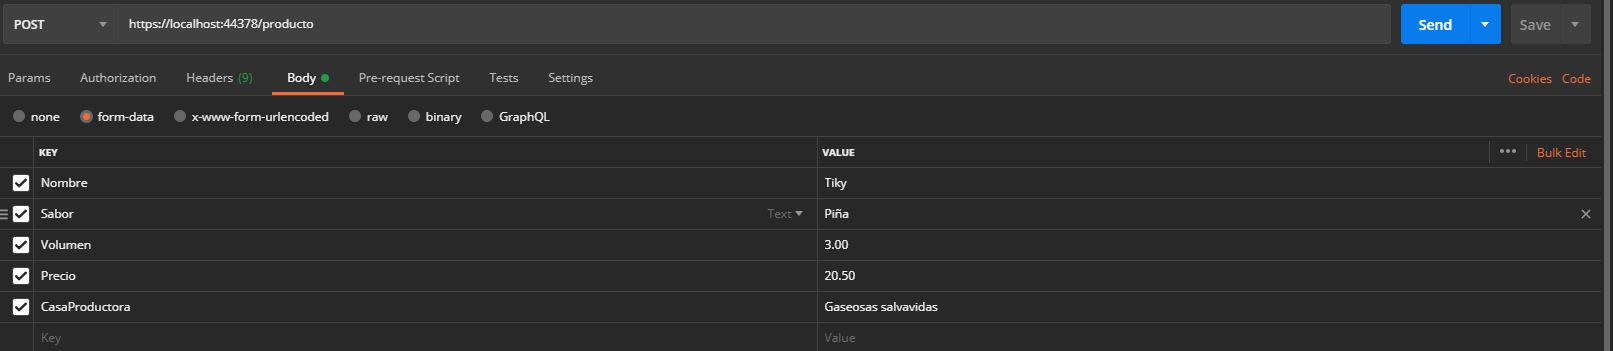 POST https://localhost:44378/producto Send Save
Params Authorization Headers (9) Body Pre-request Script Tests Settings Cookies Code
none form-data x-www-form-urlencoded raw binary GraphQL
KEY VALUE ••• Bulk Edit
Nombre Tiky
Sabor Text Piña
Volumen 3.00
Precio 20.50
CasaProductora Gaseosas salvavidas
Key Value